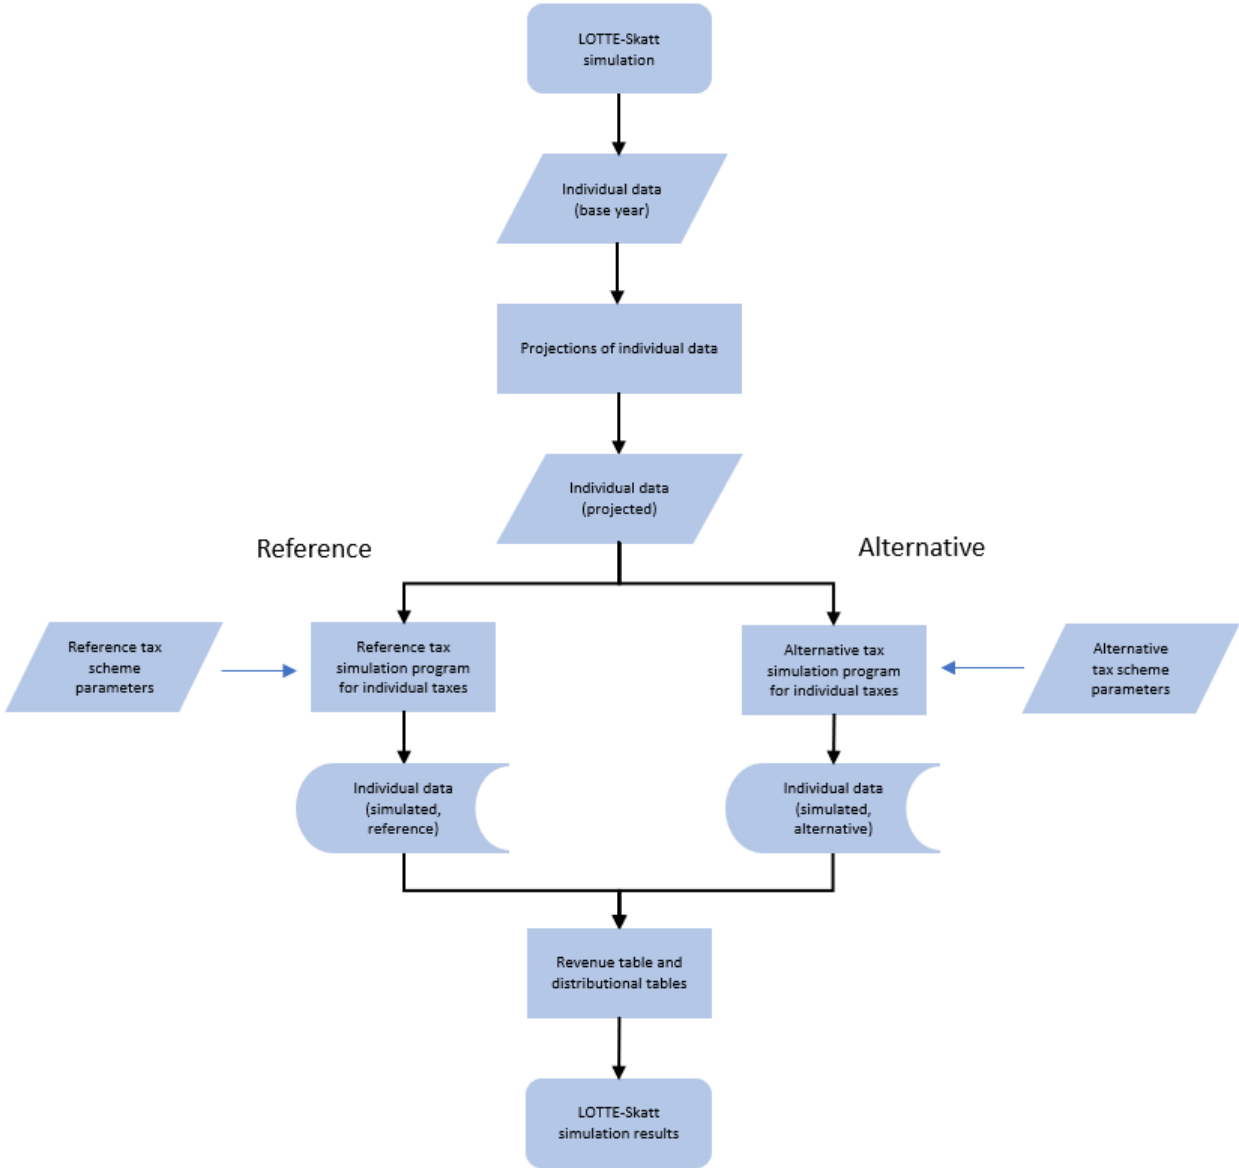 LOTTE-Skatt
simulation
Individual data
(base year)
Projections of individual data
Individual data
(projected)
Reference
Alternative
Reference tax
scheme
parameters
Reference tax
simulation program
for individual taxes
Alternative tax
simulation program
for individual taxes
Alternative
tax scheme
parameters
Individual data
(simulated,
reference)
Individual data
(simulated,
alternative)
Revenue table and
distributional tables
LOTTE-Skatt
simulation results